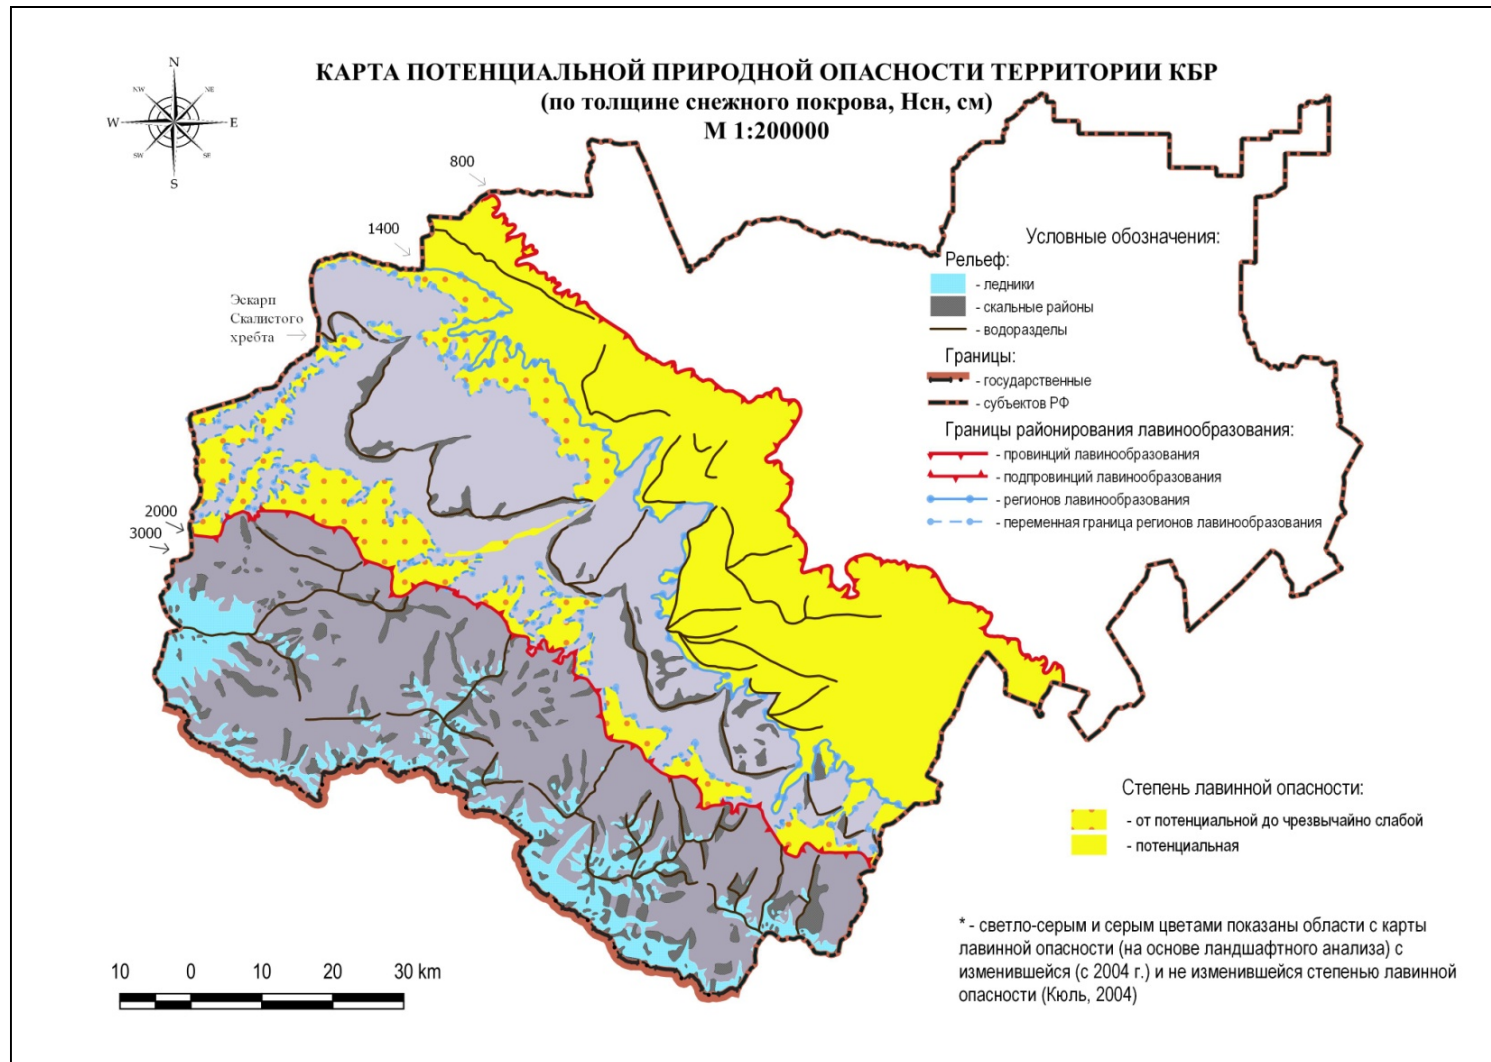 КАРТА ПОТЕНЦИАЛЬНОЙ ПРИРОДНОЙ ОПАСНОСТИ ТЕРРИТОРИИ КБР
(по толщине снежного покрова, Нсн, см)
М 1:200000
N
NW
NE
W
E
SW
SE
S
800
1400
Эскарп
Скалистого
хребта
2000
3000
Условные обозначения:
Рельеф:
- ледники
- скальные районы
- водоразделы
Границы:
- государственные
- субъектов РФ
Границы районирования лавинообразования:
- провинций лавинообразования
- подпровинций лавинообразования
- регионов лавинообразования
- переменная граница регионов лавинообразования
Степень лавинной опасности:
- от потенциальной до чрезвычайно слабой
- потенциальная
* - светло-серым и серым цветами показаны области с карты
лавинной опасности (на основе ландшафтного анализа) с
изменившейся (с 2004 г.) и не изменившейся степенью лавинной
опасности (Кюль, 2004)
10 0 10 20 30 km